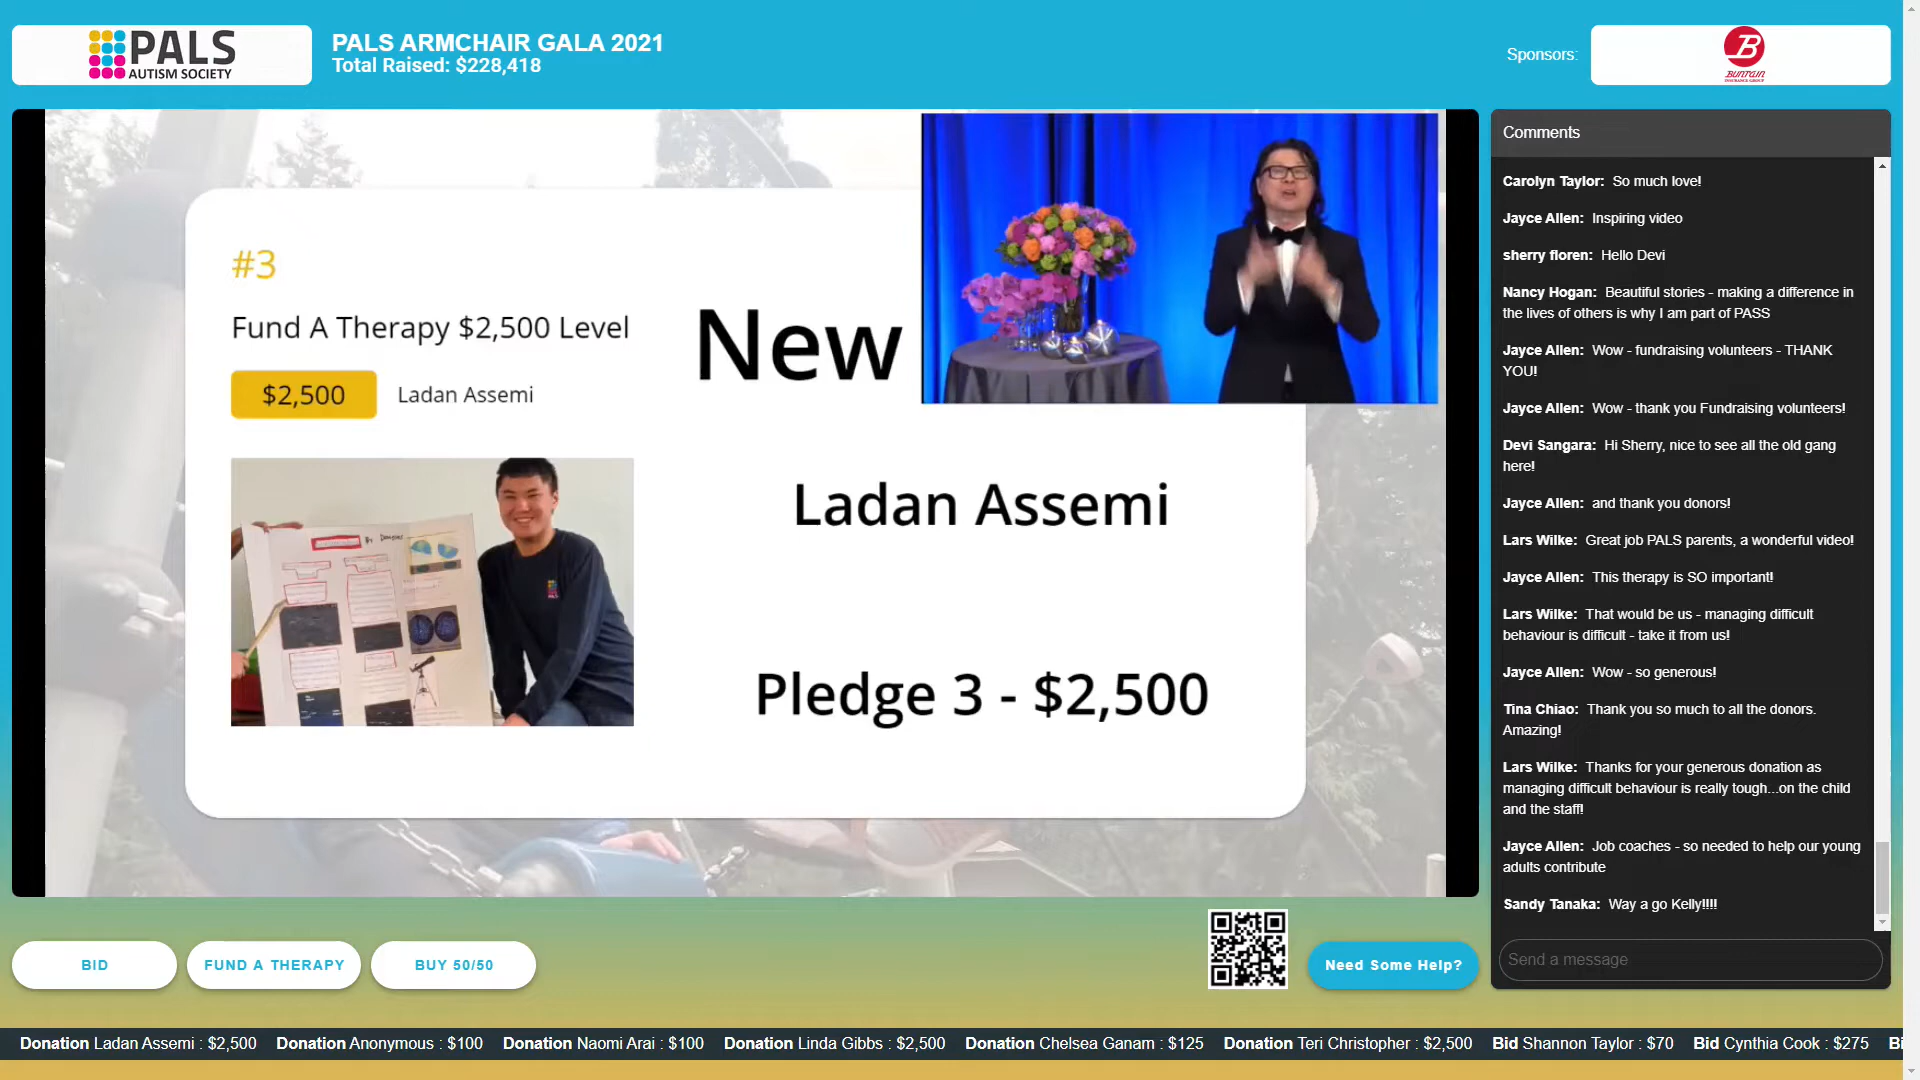 PALS
AUTISM SOCIETY
PALS ARMCHAIR GALA 2021
Total Raised: $228,418
Sponsors:
B
BUNTAIN
INSURANCE GROUP
#3
Fund A Therapy $2,500 Level
$2,500 Ladan Assemi
New
Ladan Assemi
Pledge 3 - $2,500
Comments
Carolyn Taylor: So much love!
Jayce Allen: Inspiring video
sherry floren: Hello Devi
Nancy Hogan: Beautiful stories - making a difference in
the lives of others is why I am part of PASS
Jayce Allen: Wow - fundraising volunteers - THANK
YOU!
Jayce Allen: Wow - thank you Fundraising volunteers!
Devi Sangara: Hi Sherry, nice to see all the old gang
here!
Jayce Allen: and thank you donors!
Lars Wilke: Great job PALS parents, a wonderful video!
Jayce Allen: This therapy is SO important!
Lars Wilke: That would be us - managing difficult
behaviour is difficult - take it from us!
Jayce Allen: Wow - so generous!
Tina Chiao: Thank you so much to all the donors.
Amazing!
Lars Wilke: Thanks for your generous donation as
managing difficult behaviour is really tough...on the child
and the staff!
Jayce Allen: Job coaches - so needed to help our young
adults contribute
Sandy Tanaka: Way a go Kelly!!!!
Send a message
BID
FUND A THERAPY
BUY 50/50
Need Some Help?
Donation Ladan Assemi : $2,500 Donation Anonymous : $100 Donation Naomi Arai : $100 Donation Linda Gibbs : $2,500 Donation Chelsea Ganam : $125 Donation Teri Christopher : $2,500 Bid Shannon Taylor : $70 Bid Cynthia Cook : $275 Bi